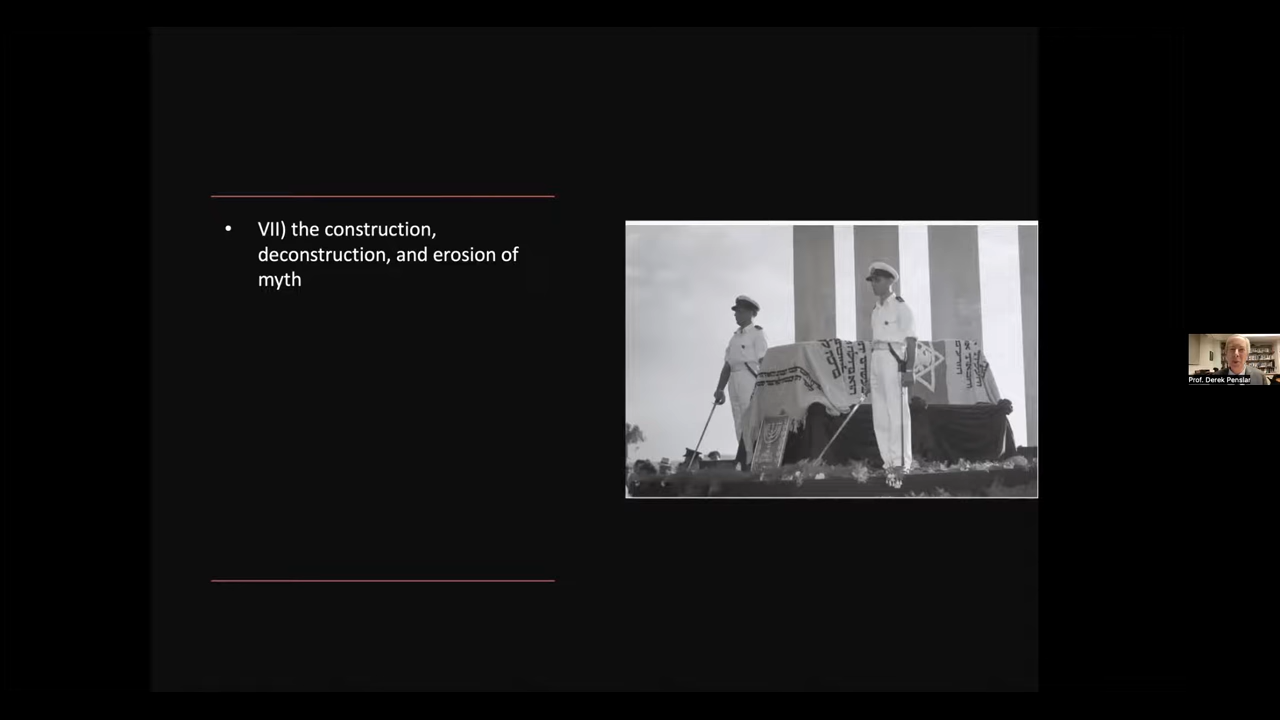 • VII) the construction,
deconstruction, and erosion of
myth
Prof. Derek Penslar